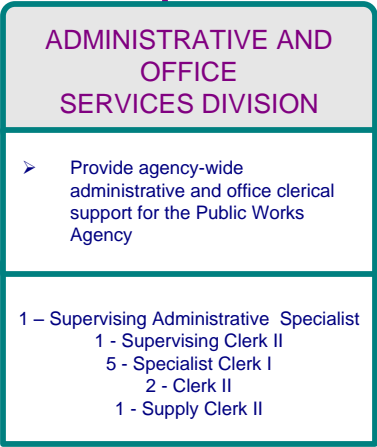 ADMINISTRATIVE AND
OFFICE
SERVICES DIVISION
➢ Provide agency-wide
administrative and office clerical
support for the Public Works
Agency
1 – Supervising Administrative Specialist
1 - Supervising Clerk II
5 - Specialist Clerk I
2 - Clerk II
1 - Supply Clerk II